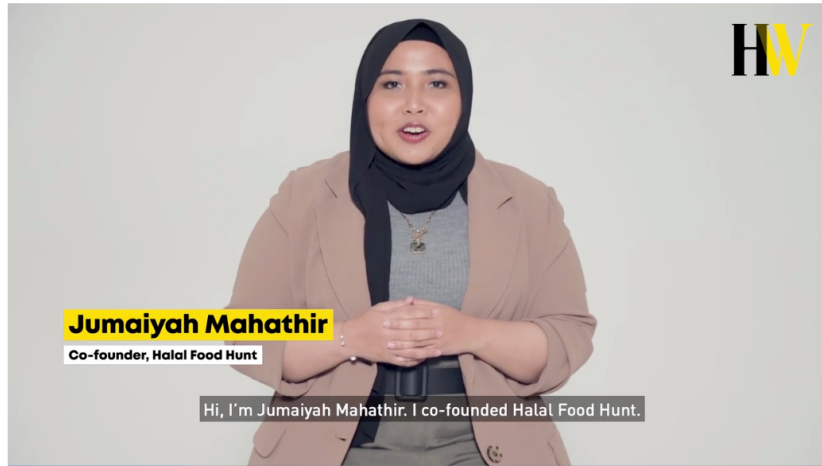 HW
Jumaiyah Mahathir
Co-founder, Halal Food Hunt
Hi, I'm Jumaiyah Mahathir. I co-founded Halal Food Hunt.